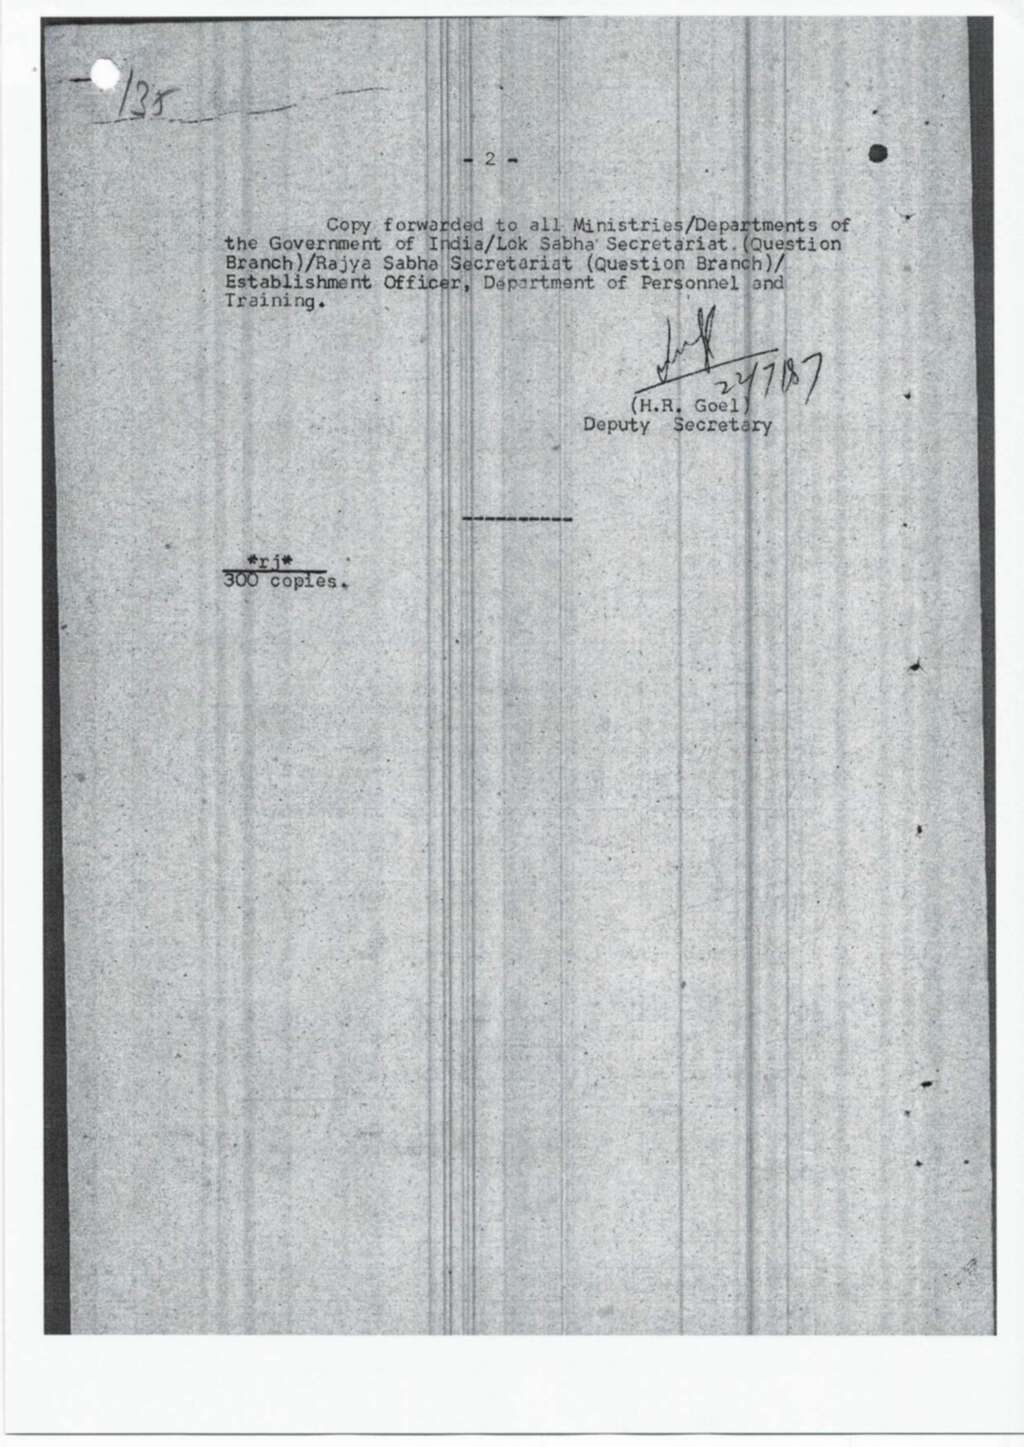 135
- 2 -
Copy forwarded to all Ministries/Departments of
the Government of India/Lok Sabha Secretariat (Question
Branch)/Rajya Sabha Secretariat (Question Branch)/
Establishment Officer, Department of Personnel and
Training.
22/7/87
(H.R. Goel)
Deputy Secretary
------------
*rj*
300 copies.